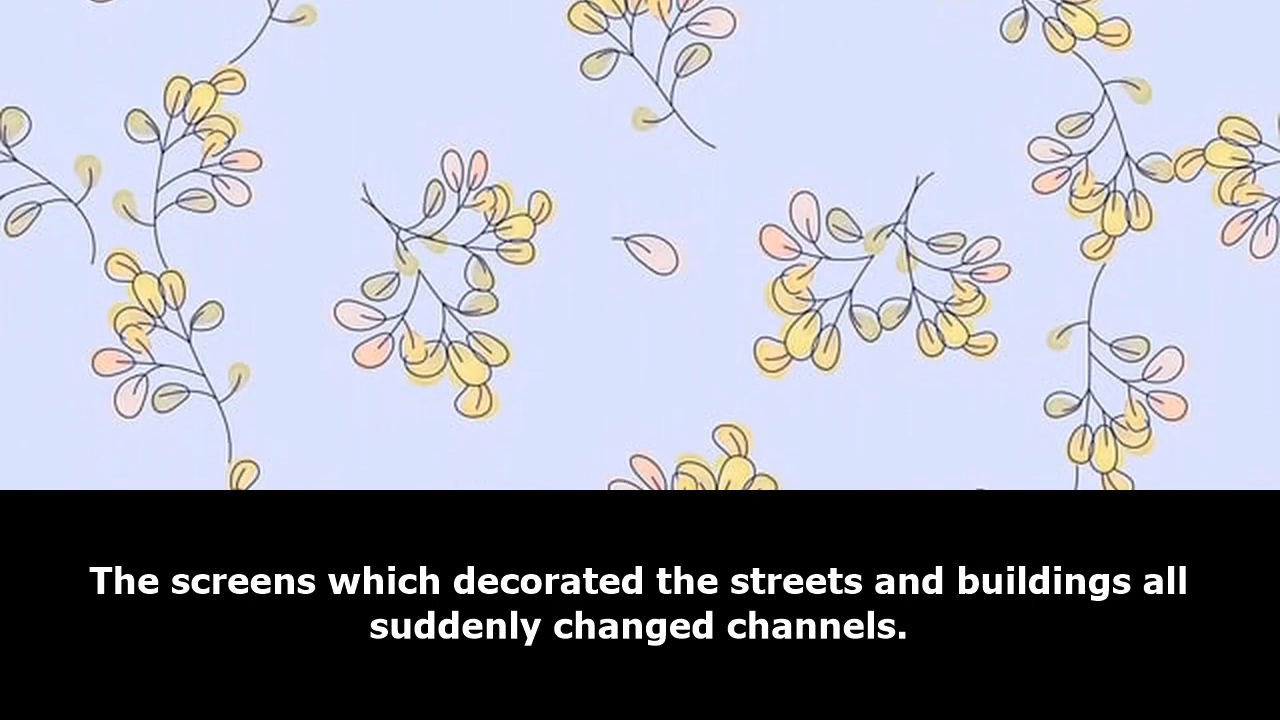 The screens which decorated the streets and buildings all
suddenly changed channels.